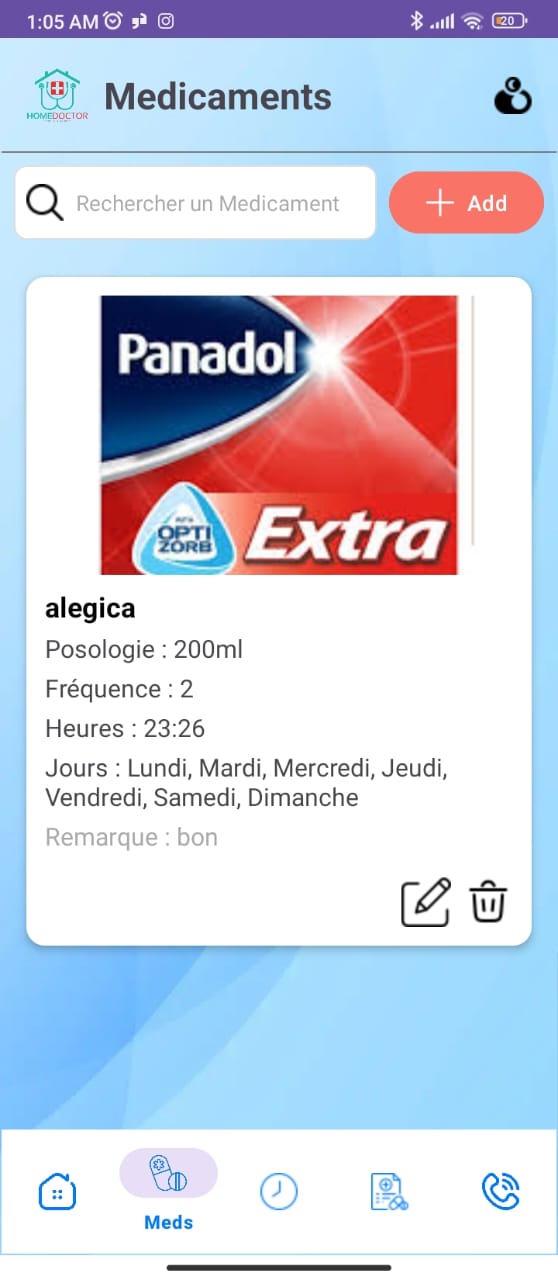 1:05 AM
20
HOMEDOCTOR
Medicaments
Rechercher un Medicament
Add
Panadol
OPTI
ZORB
Extra
alegica
Posologie : 200ml
Fréquence : 2
Heures : 23:26
Jours : Lundi, Mardi, Mercredi, Jeudi,
Vendredi, Samedi, Dimanche
Remarque : bon
Meds